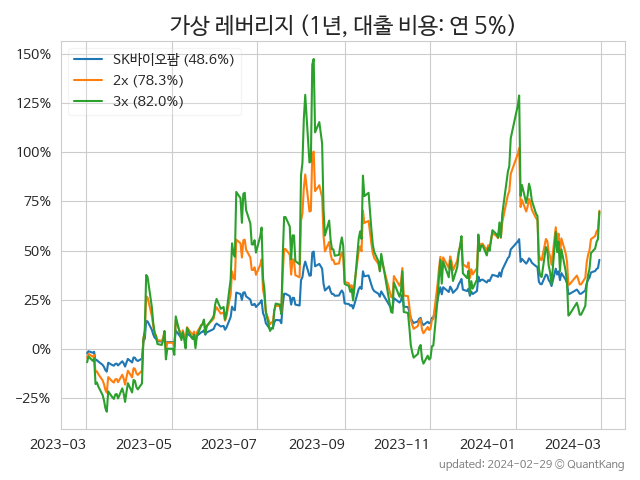 가상 레버리지 (1년, 대출 비용: 연 5%)
SK바이오팜 (48.6%)
2x (78.3%)
3x (82.0%)
150%
125%
100%
75%
50%
25%
0%
−25%
2023-03 2023-05 2023-07 2023-09 2023-11 2024-01 2024-03
updated: 2024-02-29 © QuantKang